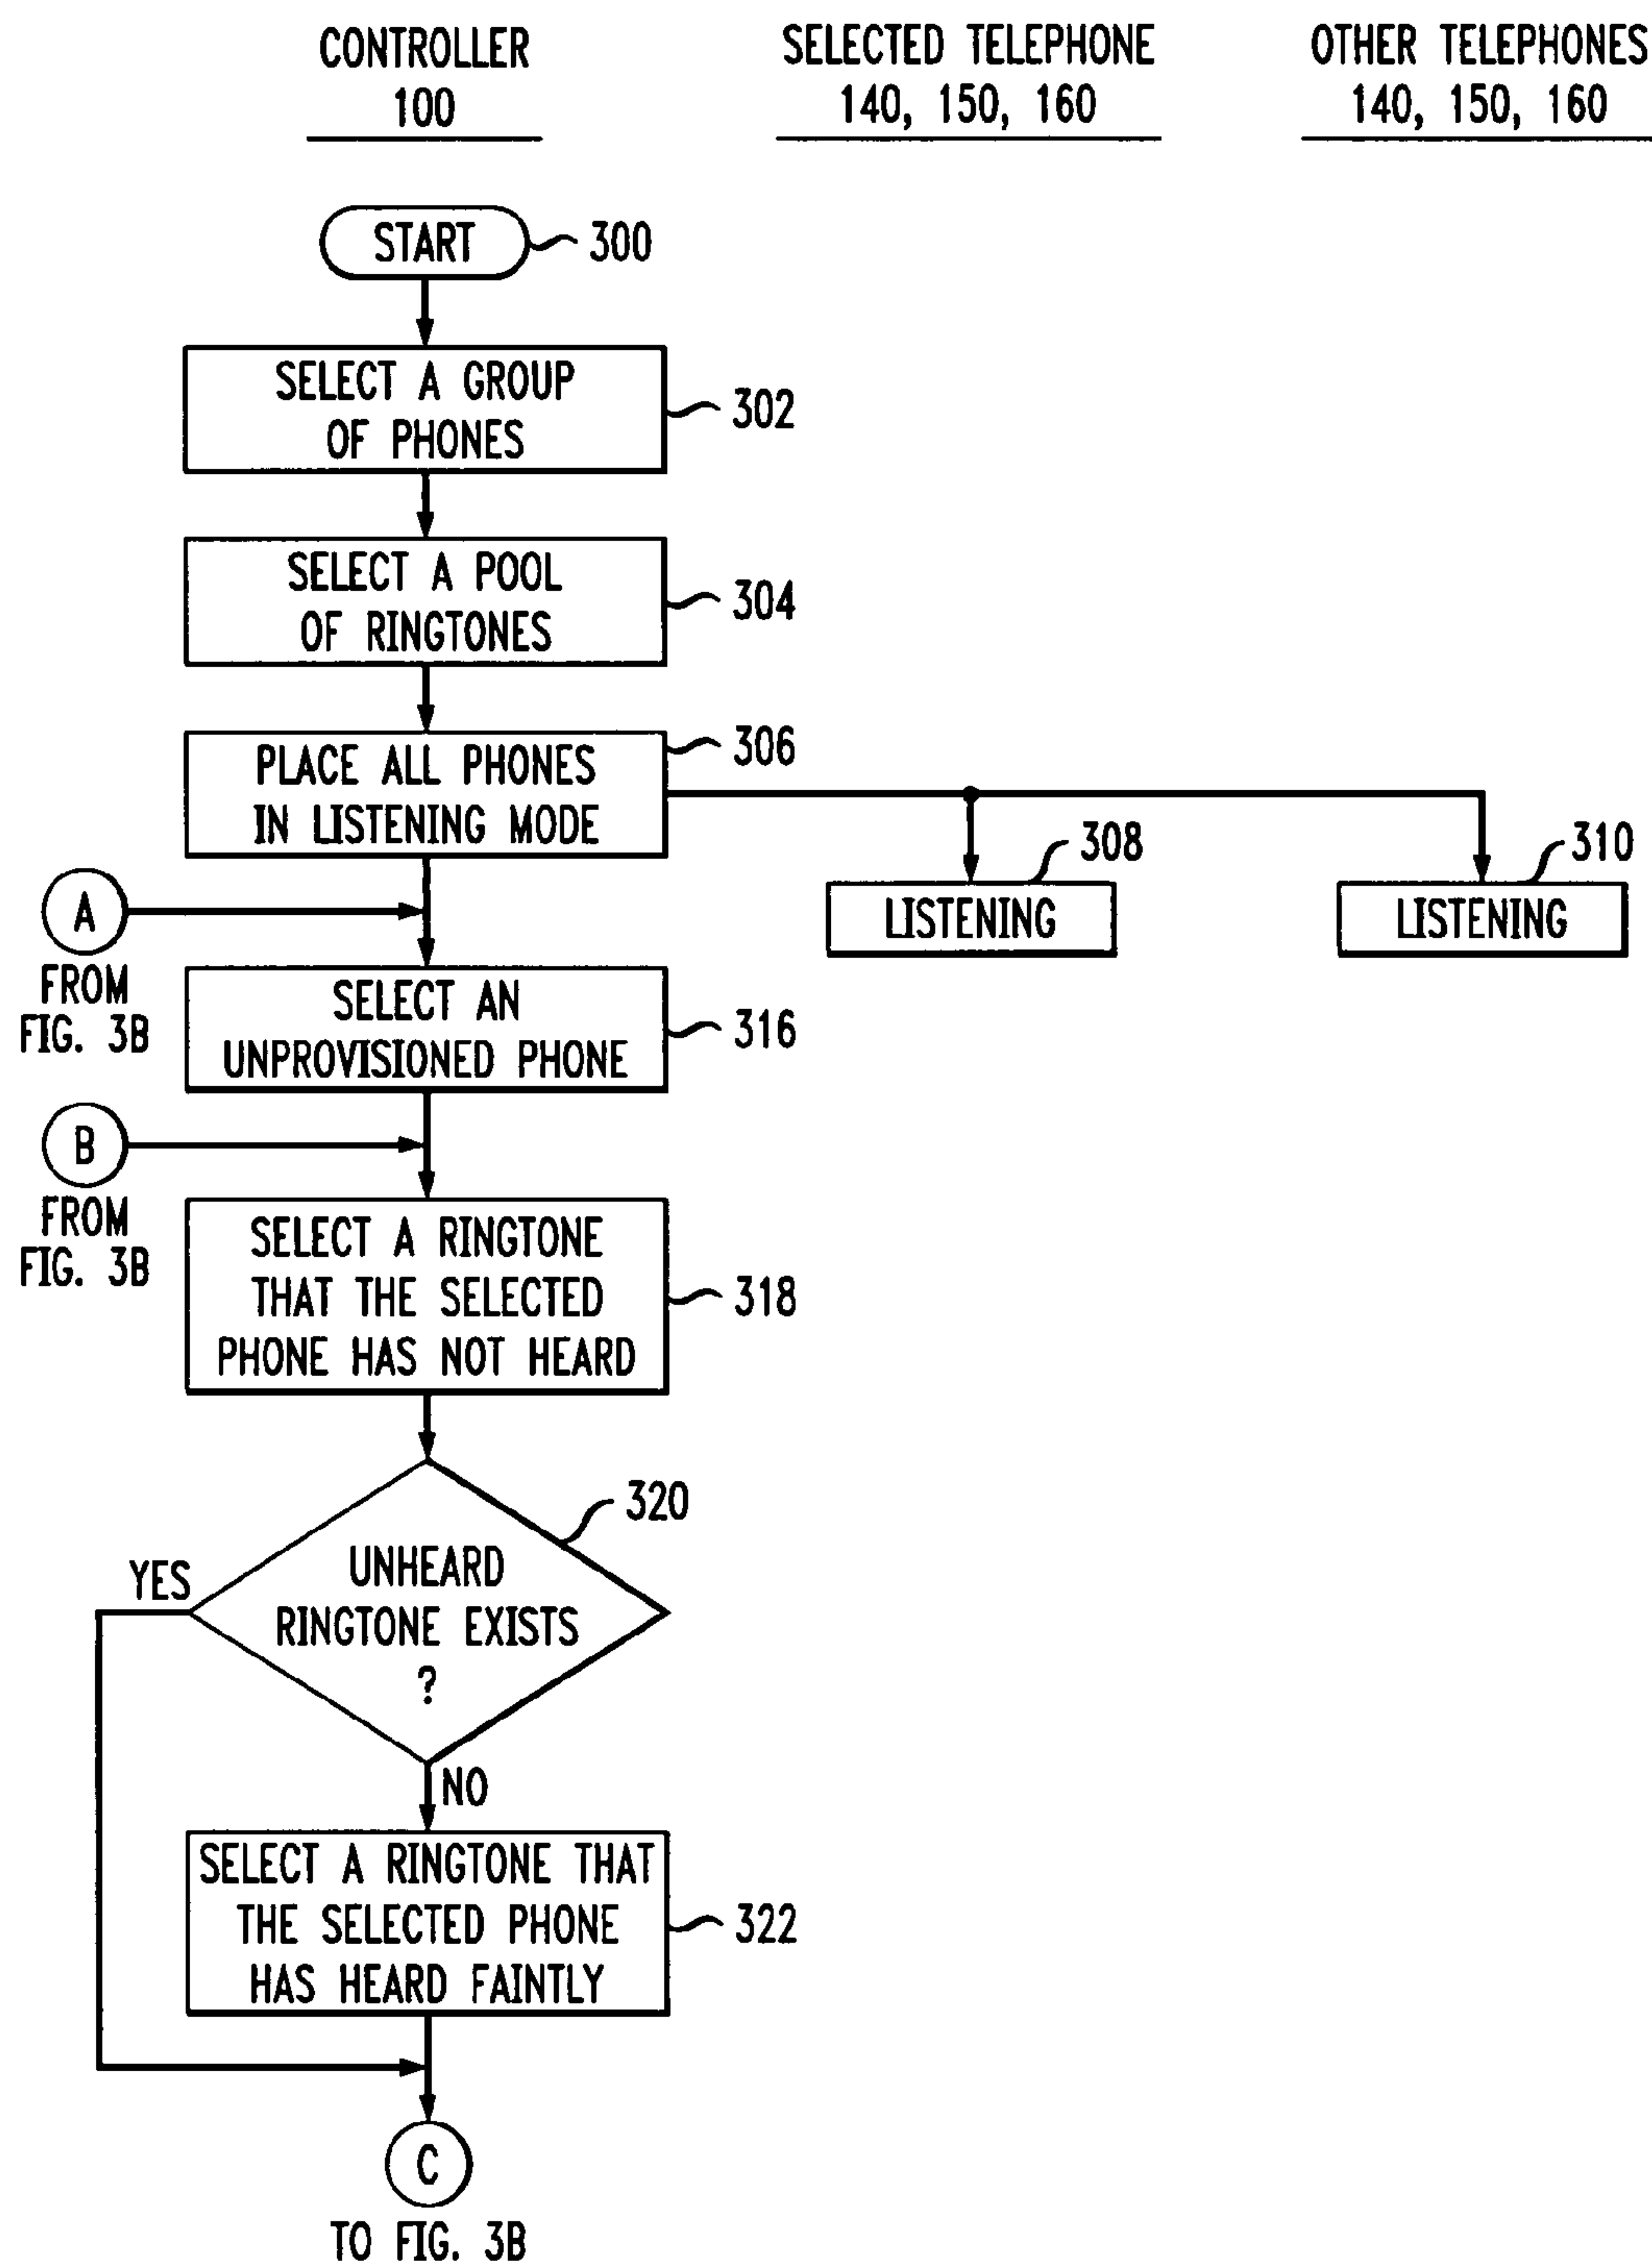 CONTROLLER
100
SELECTED TELEPHONE
140, 150, 160
OTHER TELEPHONES
140, 150, 160
START
300
SELECT A GROUP
OF PHONES
302
SELECT A POOL
OF RINGTONES
304
PLACE ALL PHONES
IN LISTENING MODE
306
LISTENING
308
LISTENING
310
A
FROM
FIG. 3B
SELECT AN
UNPROVISIONED PHONE
316
B
FROM
FIG. 3B
SELECT A RINGTONE
THAT THE SELECTED
PHONE HAS NOT HEARD
318
UNHEARD
RINGTONE EXISTS
?
320
YES
NO
SELECT A RINGTONE THAT
THE SELECTED PHONE
HAS HEARD FAINTLY
322
C
TO FIG. 3B